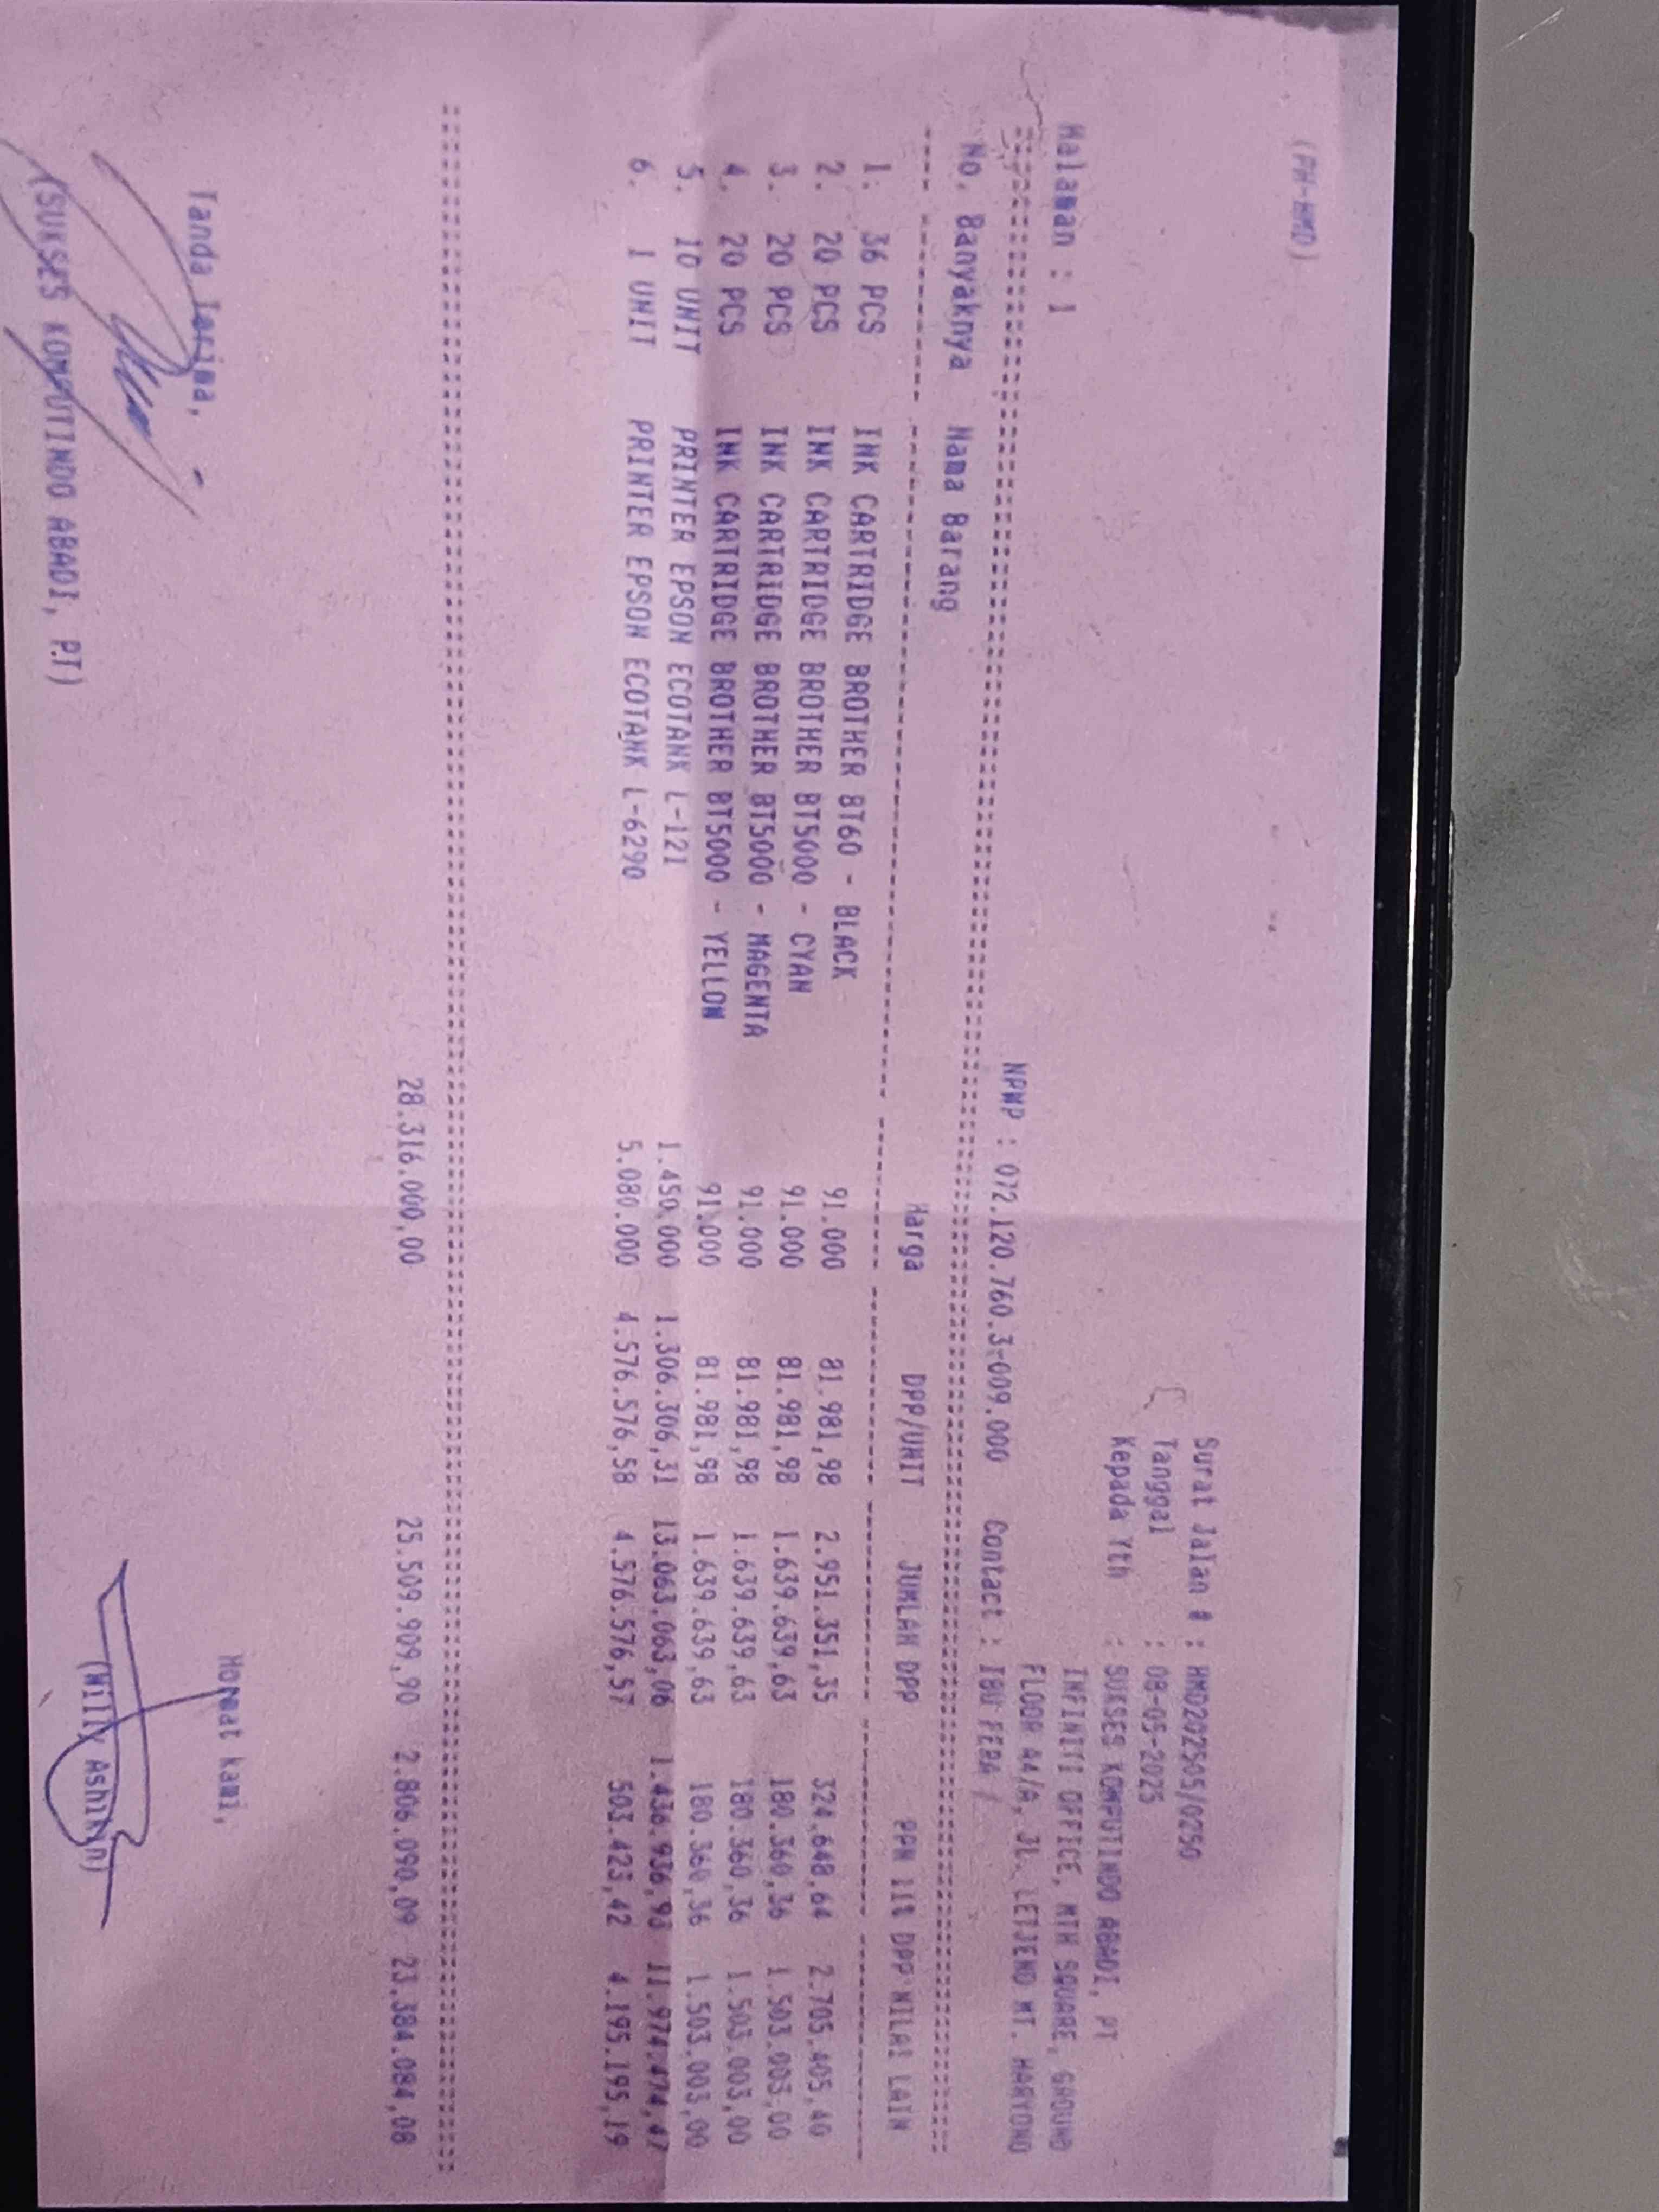 (PH-HMD)
Surat Jalan # : HMD202505/0250
Tanggal : 08-05-2025
Kepada Yth : SUKSES KOMPUTINDO ABADI, PT
INFINITI OFFICE, MTH SQUARE, GROUND
FLOOR A4/A, JL. LETJEND MT. HARYONO
Halaman : 1 NPWP : 072.120.760.3-009.000 Contact : IBU FERA /
No. Banyaknya Nama Barang Harga DPP/UNIT JUMLAH DPP PPN 11% DPP NILAI LAIN
1. 36 PCS INK CARTRIDGE BROTHER BT60 - BLACK 91.000 81.981,98 2.951.351,35 324.648,64 2.705.405,40
2. 20 PCS INK CARTRIDGE BROTHER BT5000 - CYAN 91.000 81.981,98 1.639.639,63 180.360,36 1.503.003,00
3. 20 PCS INK CARTRIDGE BROTHER BT5000 - MAGENTA 91.000 81.981,98 1.639.639,63 180.360,36 1.503.003,00
4. 20 PCS INK CARTRIDGE BROTHER BT5000 - YELLOW 91.000 81.981,98 1.639.639,63 180.360,36 1.503.003,00
5. 10 UNIT PRINTER EPSON ECOTANK L-121 1.450.000 1.306.306,31 13.063.063,06 1.436.936,93 11.974.474,47
6. 1 UNIT PRINTER EPSON ECOTANK L-6290 5.080.000 4.576.576,58 4.576.576,57 503.423,42 4.195.195,19
28.316.000,00 25.509.909,90 2.806.090,09 23.384.084,08
Tanda Terima, Hormat kami,
(SUKSES KOMPUTINDO ABADI, PT) (Willy Ashikin)